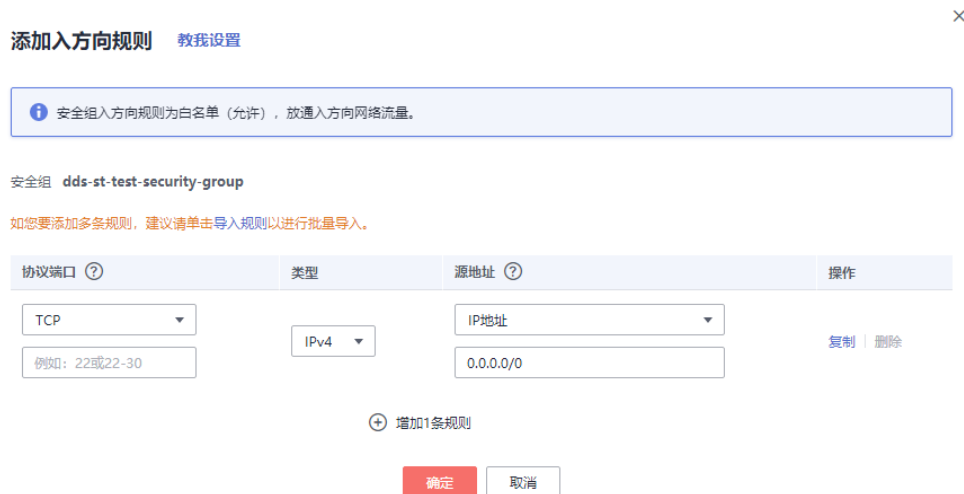 添加入方向规则 教我设置
安全组入方向规则为白名单（允许），放通入方向网络流量。
安全组 dds-st-test-security-group
如您要添加多条规则，建议请单击导入规则以进行批量导入。
协议端口 类型 源地址 操作
TCP IP地址
IPv4 复制 删除
例如：22或22-30 0.0.0.0/0
增加1条规则
确定 取消